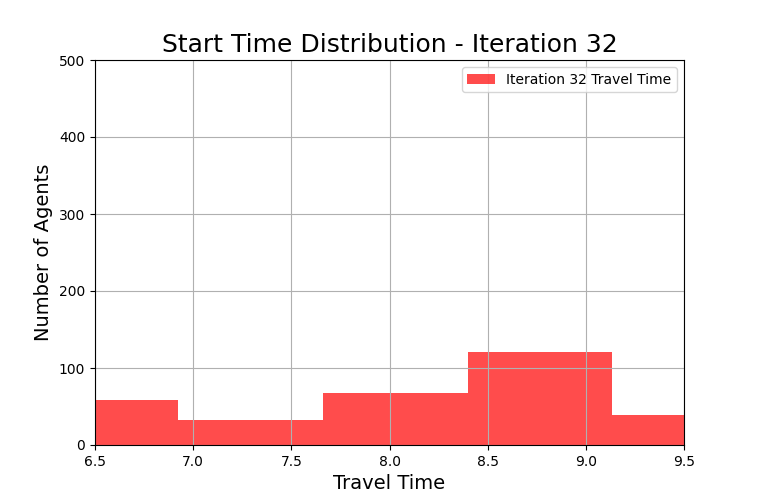 Start Time Distribution - Iteration 32
Iteration 32 Travel Time
Number of Agents
500
400
300
200
100
0
6.5 7.0 7.5 8.0 8.5 9.0 9.5
Travel Time